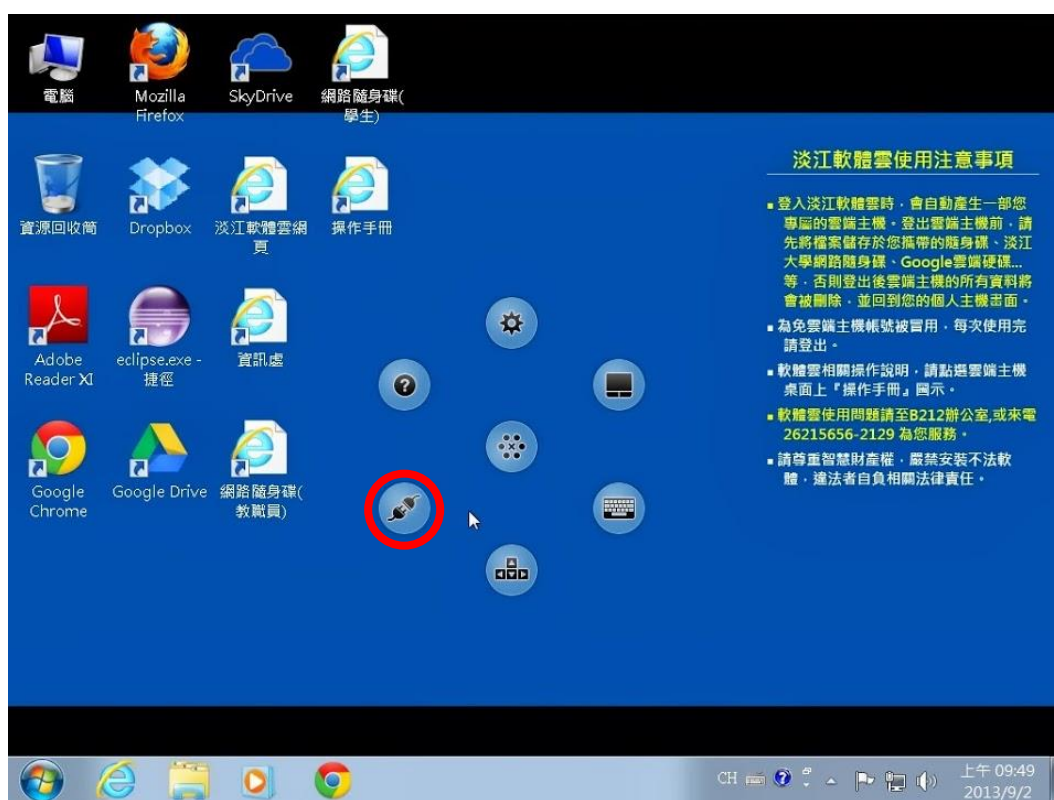 電腦
Mozilla
Firefox
SkyDrive
網路隨身碟(
學生)
資源回收筒
Dropbox
淡江軟體雲網
頁
操作手冊
Adobe
Reader XI
eclipse.exe -
捷徑
資訊處
Google
Chrome
Google Drive
網路隨身碟(
教職員)
淡江軟體雲使用注意事項
▪登入淡江軟體雲時，會自動產生一部您
專屬的雲端主機。登出雲端主機前，請
先將檔案儲存於您攜帶的隨身碟、淡江
大學網路隨身碟、Google雲端硬碟...
等，否則登出後雲端主機的所有資料將
會被刪除，並回到您的個人主機畫面。
▪為免雲端主機帳號被冒用，每次使用完
請登出。
▪軟體雲相關操作說明，請點選雲端主機
桌面上『操作手冊』圖示。
▪軟體雲使用問題請至B212辦公室,或來電
26215656-2129 為您服務。
▪請尊重智慧財產權，嚴禁安裝不法軟
體，違法者自負相關法律責任。
CH
上午 09:49
2013/9/2